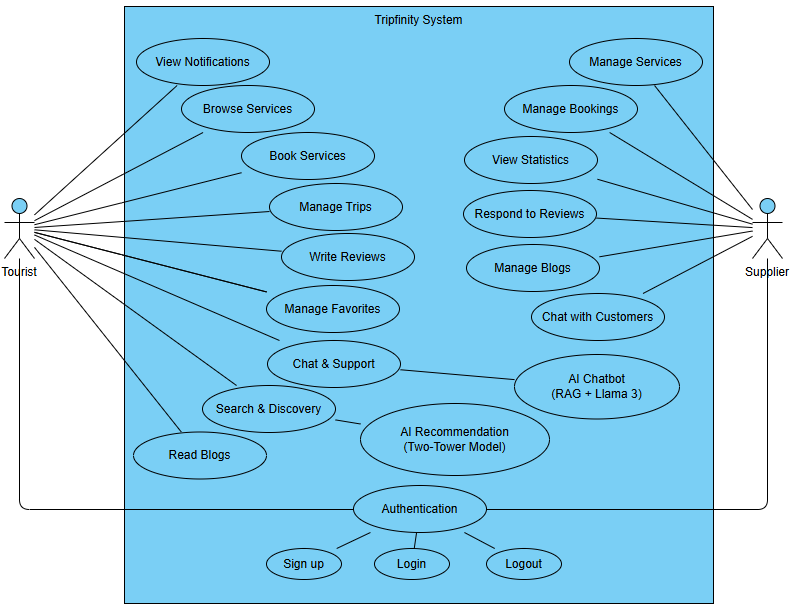 Tripfinity System
View Notifications
Manage Services
Browse Services
Manage Bookings
Book Services
View Statistics
Manage Trips
Respond to Reviews
Write Reviews
Manage Blogs
Tourist
Supplier
Manage Favorites
Chat with Customers
Chat & Support
AI Chatbot
(RAG + Llama 3)
Search & Discovery
AI Recommendation
(Two-Tower Model)
Read Blogs
Authentication
Sign up
Login
Logout